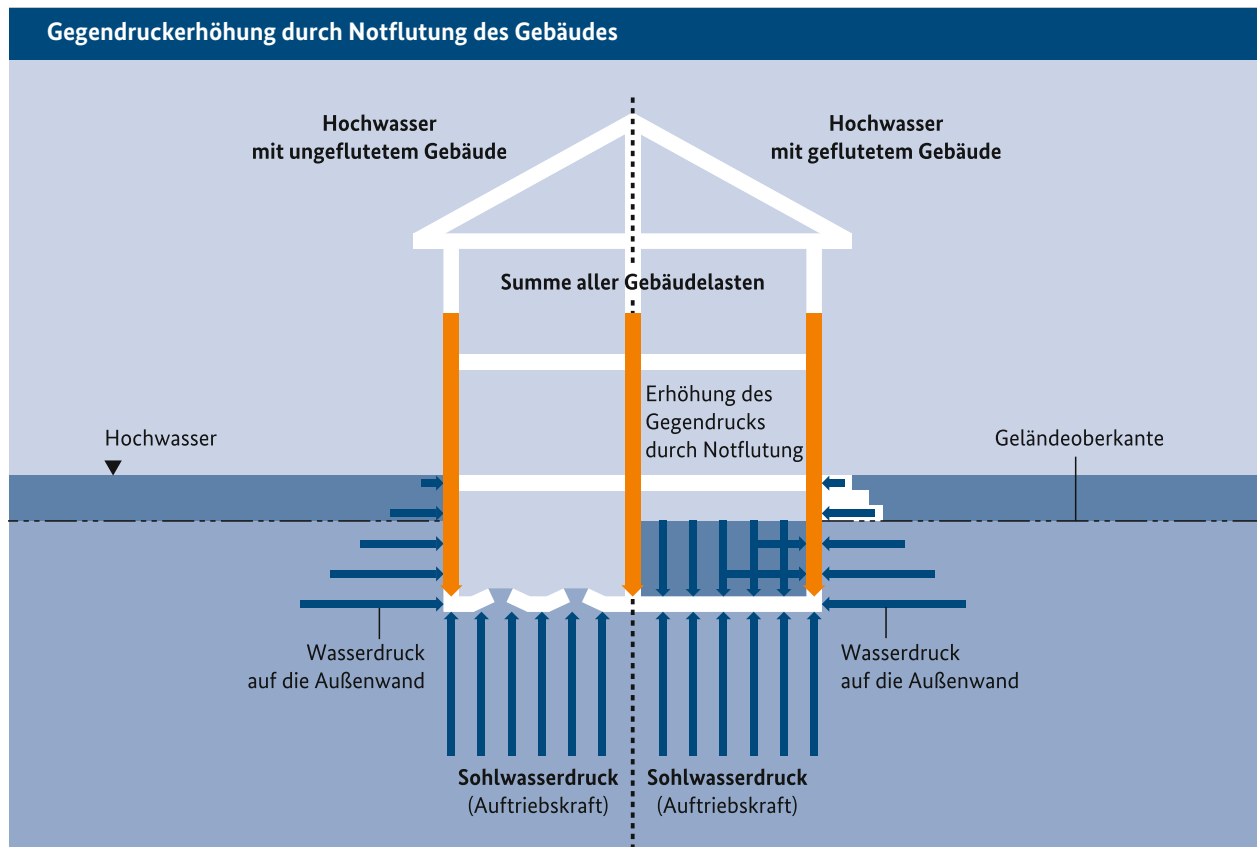 Gegendruckerhöhung durch Notflutung des Gebäudes
Hochwasser
mit ungeflutetem Gebäude
Hochwasser
mit geflutetem Gebäude
Summe aller Gebäudelasten
Erhöhung des
Gegendrucks
durch Notflutung
Hochwasser
Geländeoberkante
Wasserdruck
auf die Außenwand
Wasserdruck
auf die Außenwand
Sohlwasserdruck
(Auftriebskraft)
Sohlwasserdruck
(Auftriebskraft)